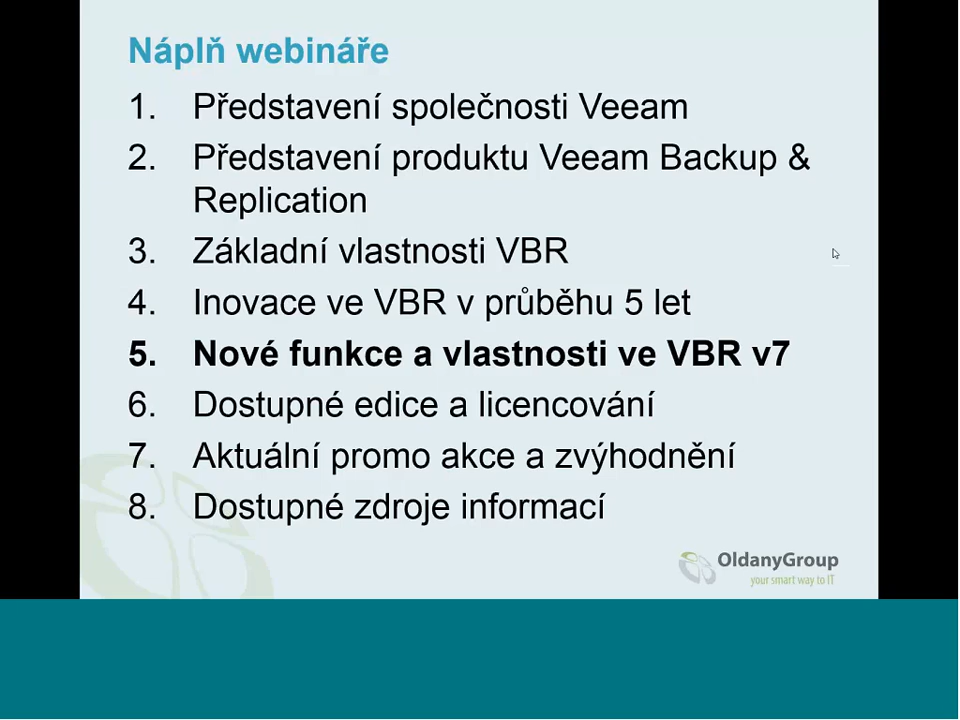 Náplň webináře
1. Představení společnosti Veeam
2. Představení produktu Veeam Backup &
Replication
3. Základní vlastnosti VBR
4. Inovace ve VBR v průběhu 5 let
5. Nové funkce a vlastnosti ve VBR v7
6. Dostupné edice a licencování
7. Aktuální promo akce a zvýhodnění
8. Dostupné zdroje informací
OldanyGroup
your smart way to IT